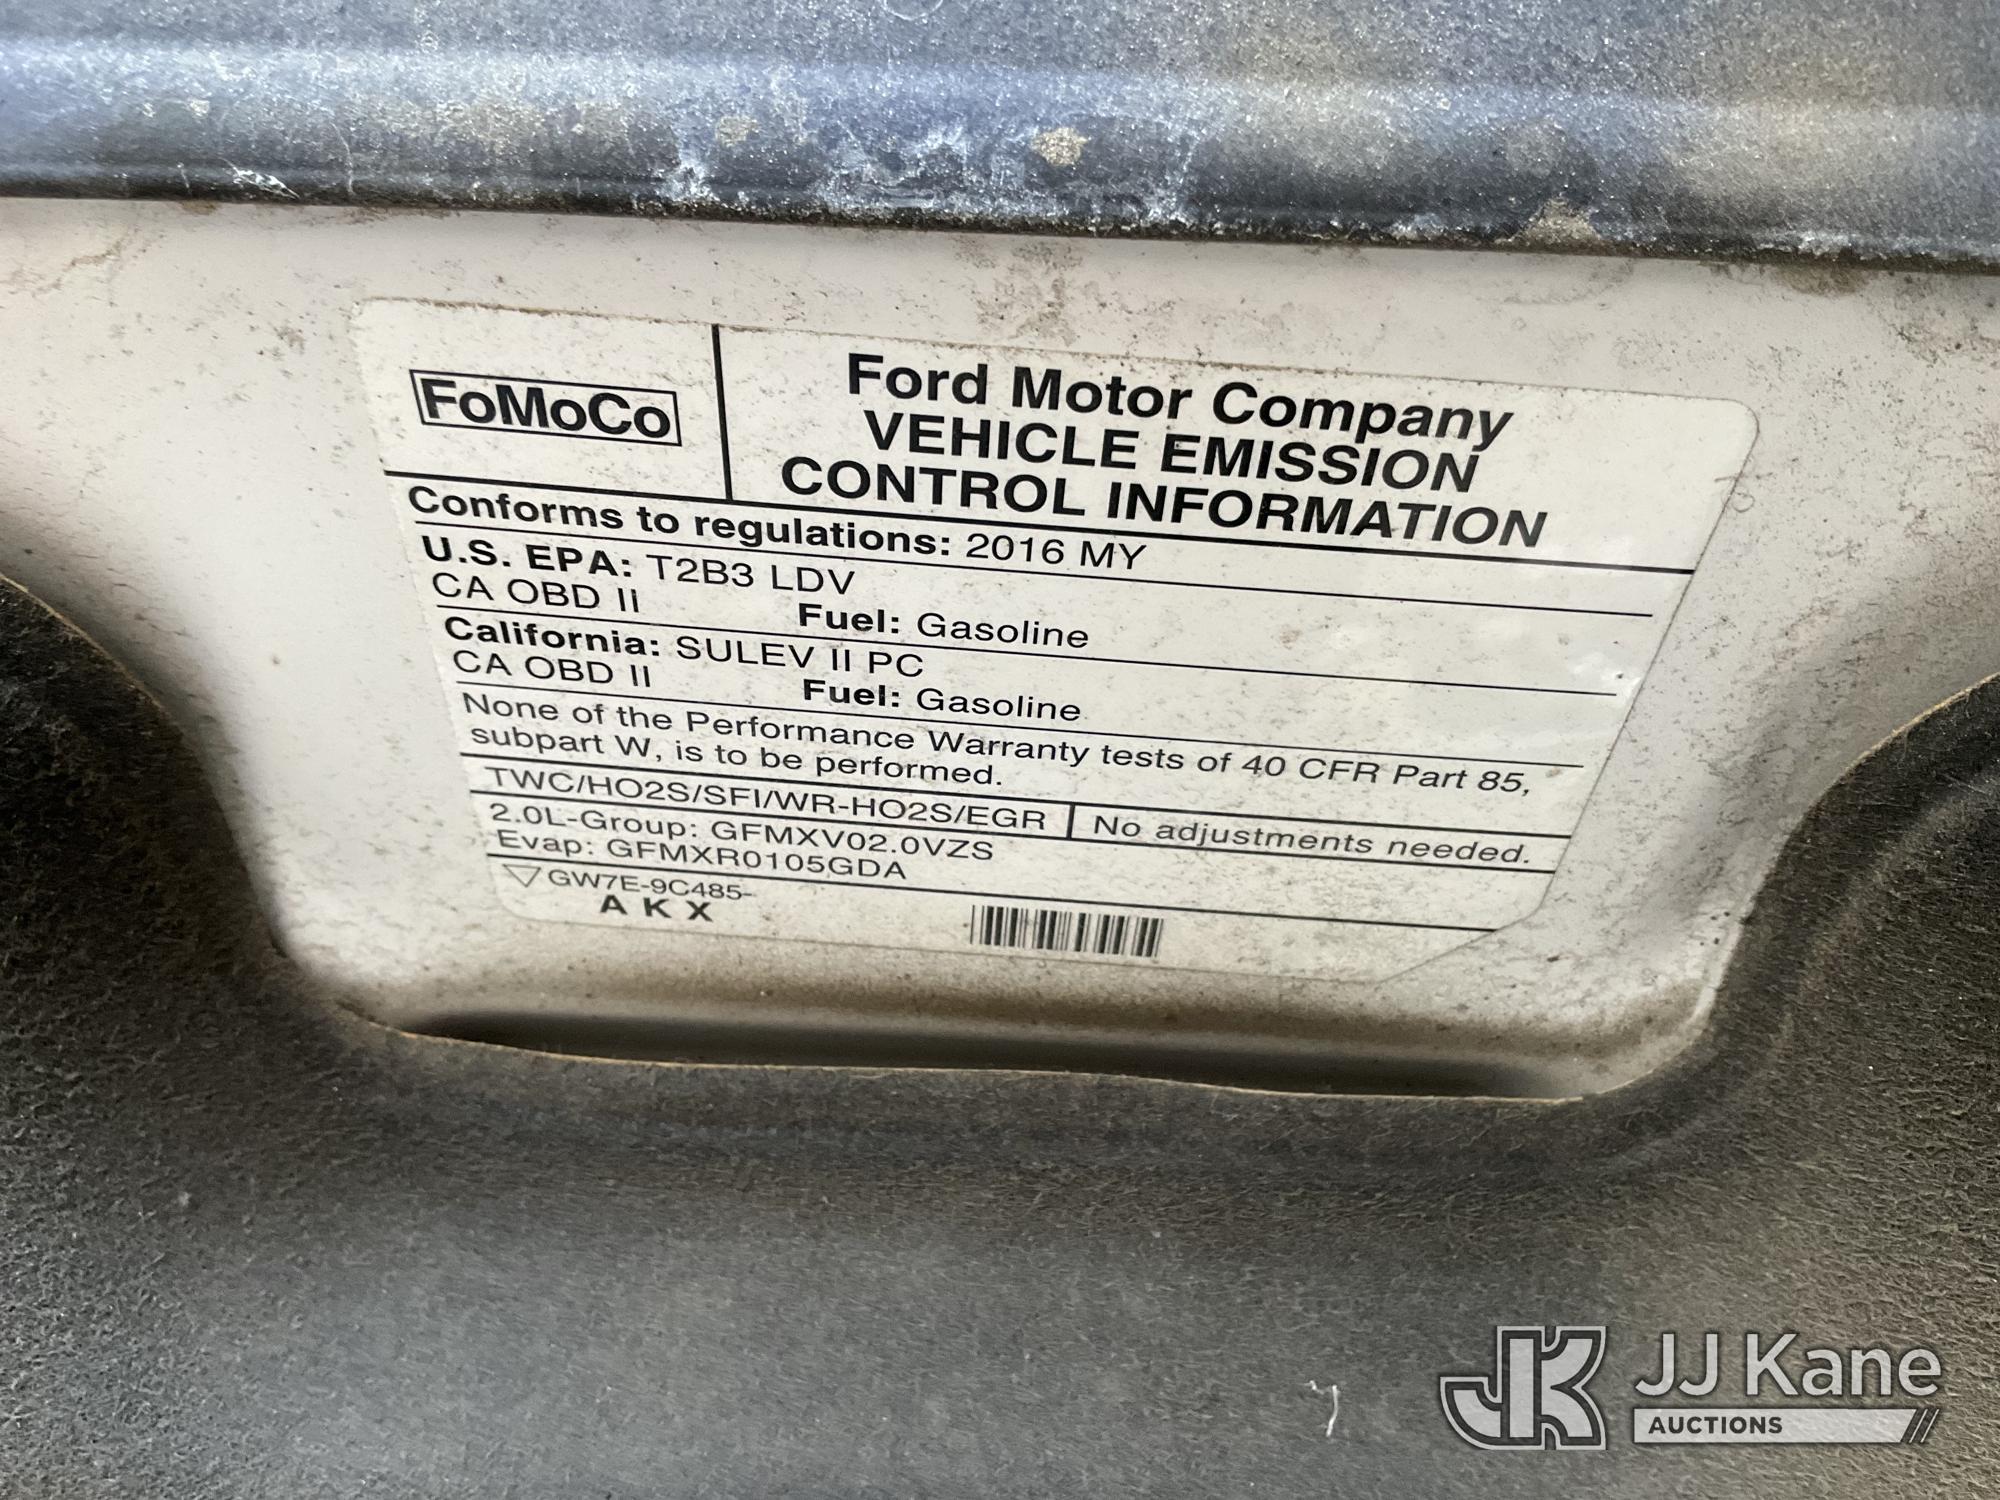 FoMoCo
Ford Motor Company
VEHICLE EMISSION
CONTROL INFORMATION
Conforms to regulations: 2016 MY
U.S. EPA: T2B3 LDV
CA OBD II Fuel: Gasoline
California: SULEV II PC
CA OBD II Fuel: Gasoline
None of the Performance Warranty tests of 40 CFR Part 85,
subpart W, is to be performed.
TWC/HO2S/SFI/WR-HO2S/EGR No adjustments needed.
2.0L-Group: GFMXV02.0VZS
Evap: GFMXR0105GDA
GW7E-9C485-
A K X
JK JJ Kane
AUCTIONS